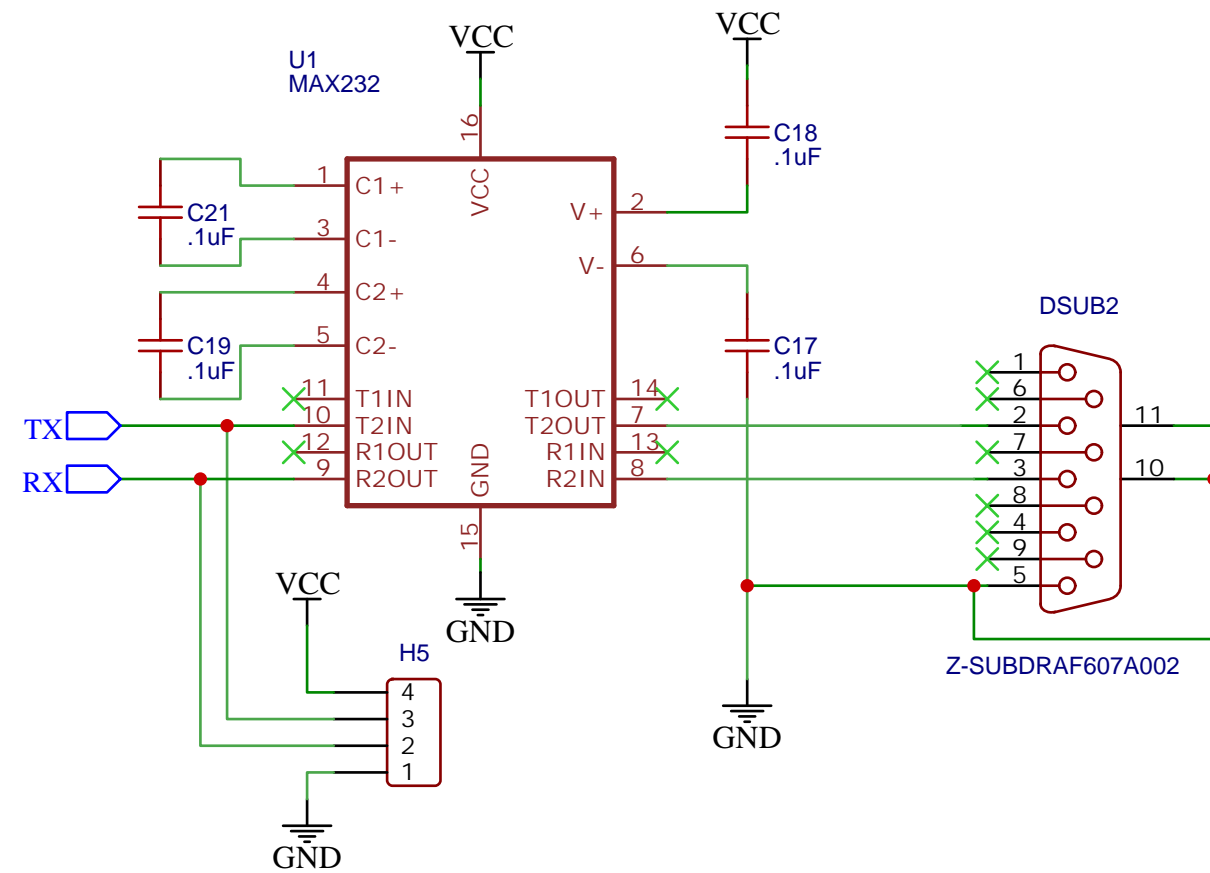 VCC
VCC
U1
MAX232
16
C18
.1uF
1
C1+
VCC
V+
2
C21
.1uF
3
C1-
V-
6
4
C2+
DSUB2
5
C2-
C19
.1uF
C17
.1uF
11
T1IN
T1OUT
14
TX
10
T2IN
T2OUT
7
12
R1OUT
R1IN
13
RX
9
R2OUT
GND
R2IN
8
15
1
6
2
7
3
8
4
9
5
11
10
GND
VCC
H5
Z-SUBDRAF607A002
4
3
2
1
GND
GND